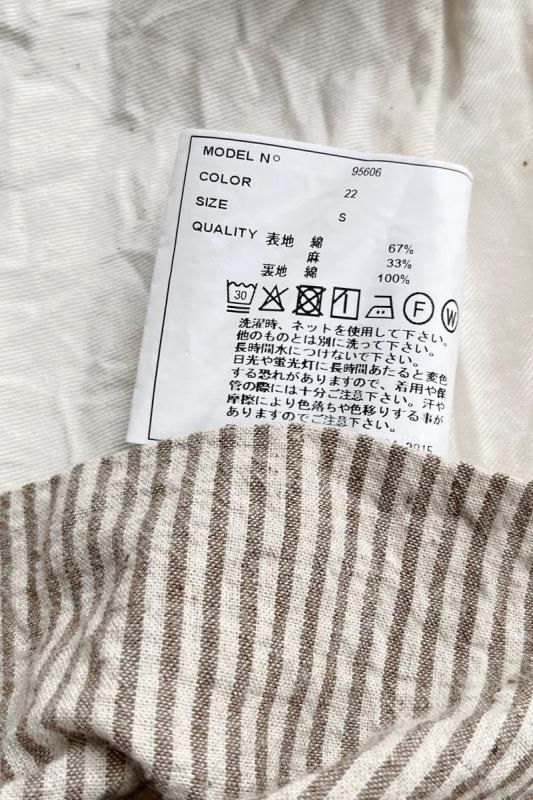 MODEL Nº 95606
COLOR 22
SIZE S
QUALITY 表地 綿 67%
麻 33%
裏地 綿 100%
30 F W
洗濯時、ネットを使用して下さい。
他のものとは別に洗って下さい。
長時間水につけないで下さい。
日光や蛍光灯に長時間あたると変色
する恐れがありますので、着用や保
管の際には十分ご注意下さい。汗や
摩擦により色落ちや色移りする事が
ありますのでご注意下さい。
2015